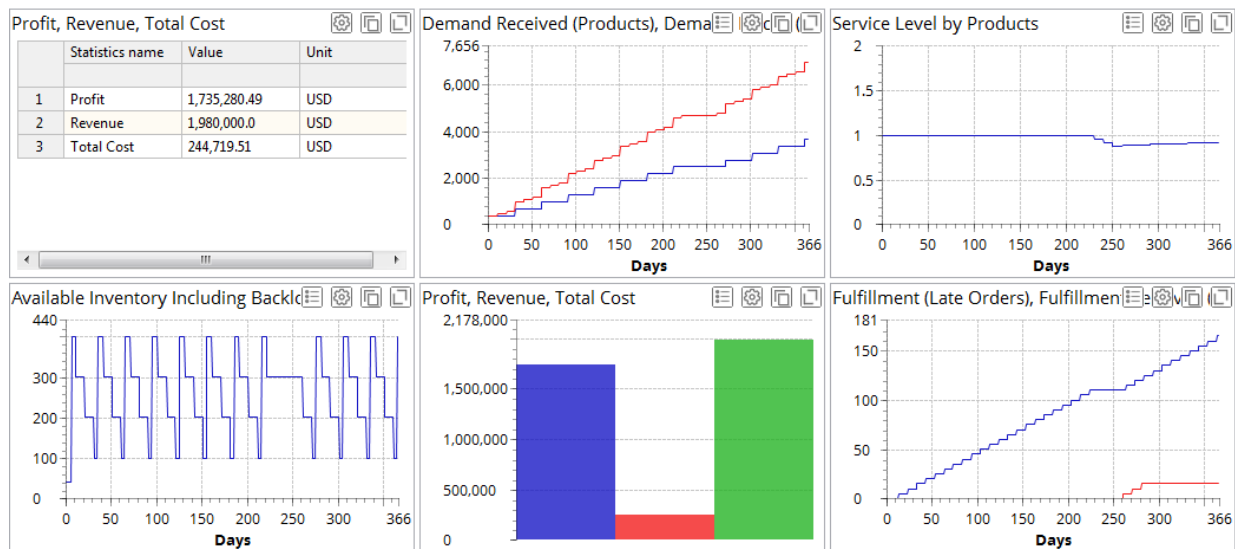 Profit, Revenue, Total Cost
Statistics name Value Unit
1 Profit 1,735,280.49 USD
2 Revenue 1,980,000.0 USD
3 Total Cost 244,719.51 USD
Demand Received (Products), Dema
7,656
6,000
4,000
2,000
0
0 50 100 150 200 250 300 366
Days
Service Level by Products
2
1.5
1
0.5
0
0 50 100 150 200 250 300 366
Days
Available Inventory Including Backlo
440
300
200
100
0
0 50 100 150 200 250 300 366
Days
Profit, Revenue, Total Cost
2,178,000
1,500,000
1,000,000
500,000
0
Fulfillment (Late Orders), Fulfillment
181
150
100
50
0
0 50 100 150 200 250 300 366
Days